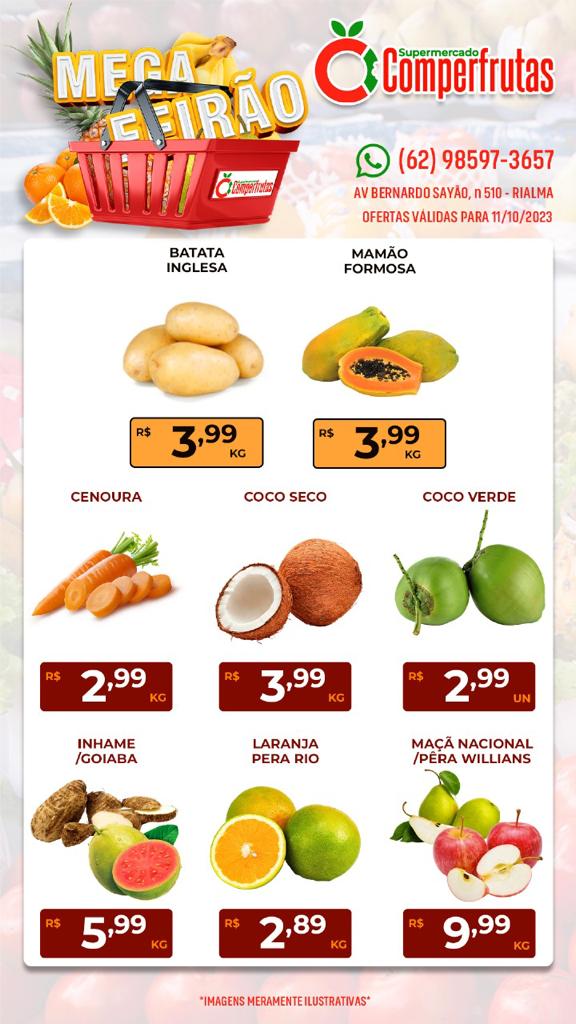 MEGA
FEIRÃO
Supermercado
Comperfrutas
Comperfrutas
(62) 98597-3657
AV BERNARDO SAYÃO, n 510 - RIALMA
OFERTAS VÁLIDAS PARA 11/10/2023
BATATA
INGLESA
R$ 3,99 KG
MAMÃO
FORMOSA
R$ 3,99 KG
CENOURA
R$ 2,99 KG
COCO SECO
R$ 3,99 KG
COCO VERDE
R$ 2,99 UN
INHAME
/GOIABA
R$ 5,99 KG
LARANJA
PERA RIO
R$ 2,89 KG
MAÇÃ NACIONAL
/PÊRA WILLIANS
R$ 9,99 KG
*IMAGENS MERAMENTE ILUSTRATIVAS*